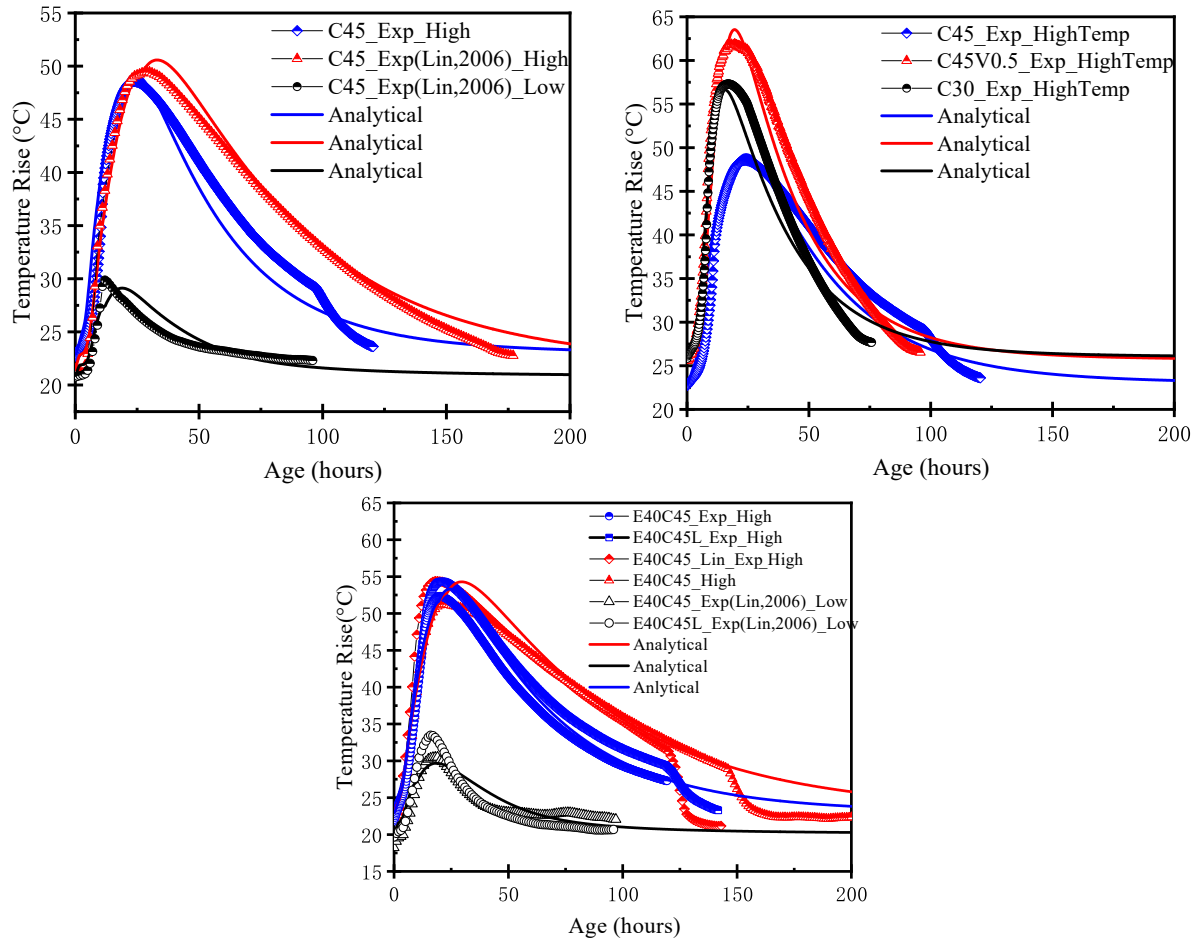 55
50
45
40
35
30
25
20
0
50
100
150
200
Temperature Rise (°C)
Age (hours)
C45_Exp_High
C45_Exp(Lin,2006)_High
C45_Exp(Lin,2006)_Low
Analytical
Analytical
Analytical
65
60
55
50
45
40
35
30
25
20
0
50
100
150
200
Temperature Rise (°C)
Age (hours)
C45_Exp_HighTemp
C45V0.5_Exp_HighTemp
C30_Exp_HighTemp
Analytical
Analytical
Analytical
65
60
55
50
45
40
35
30
25
20
15
0
50
100
150
200
Temperature Rise(°C)
Age (hours)
E40C45_Exp_High
E40C45L_Exp_High
E40C45_Lin_Exp_High
E40C45_High
E40C45_Exp(Lin,2006)_Low
E40C45L_Exp(Lin,2006)_Low
Analytical
Analytical
Anlytical